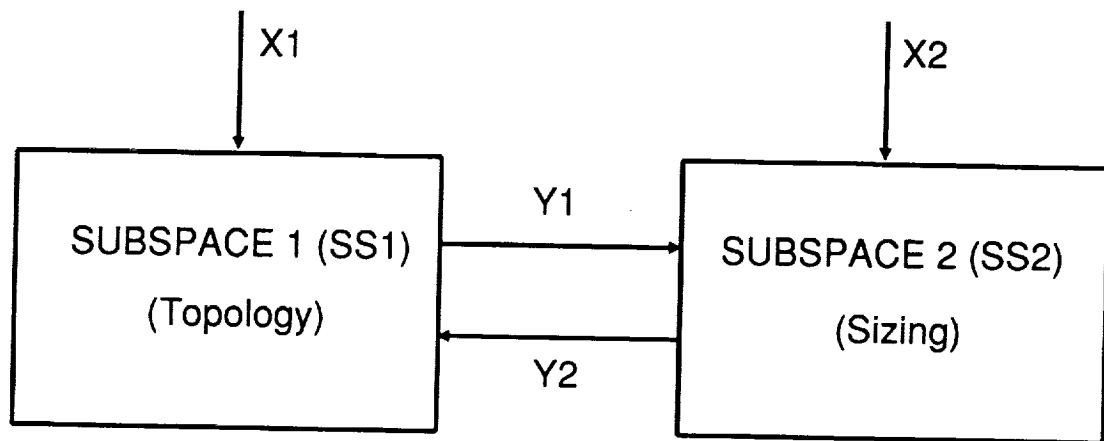 X1
X2
SUBSPACE 1 (SS1)
(Topology)
Y1
Y2
SUBSPACE 2 (SS2)
(Sizing)